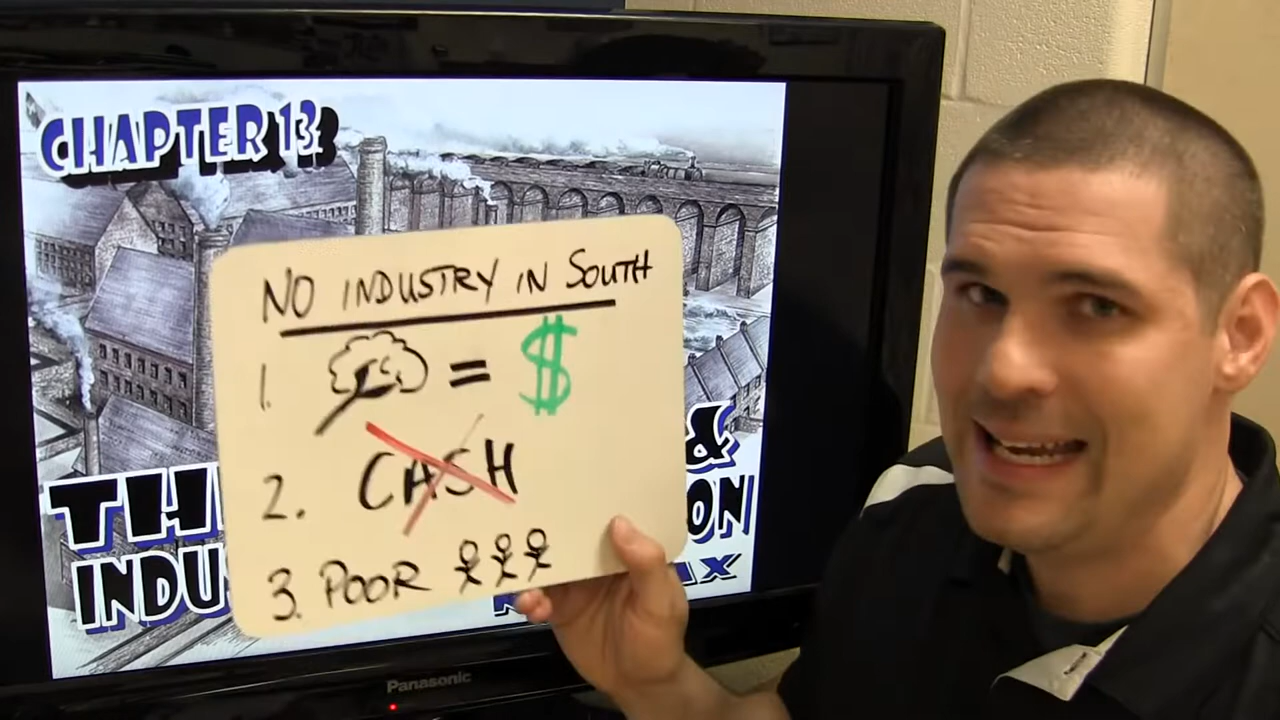 CHAPTER 13:
NO INDUSTRY IN SOUTH
1. = $
2. CASH
3. POOR
&
Panasonic